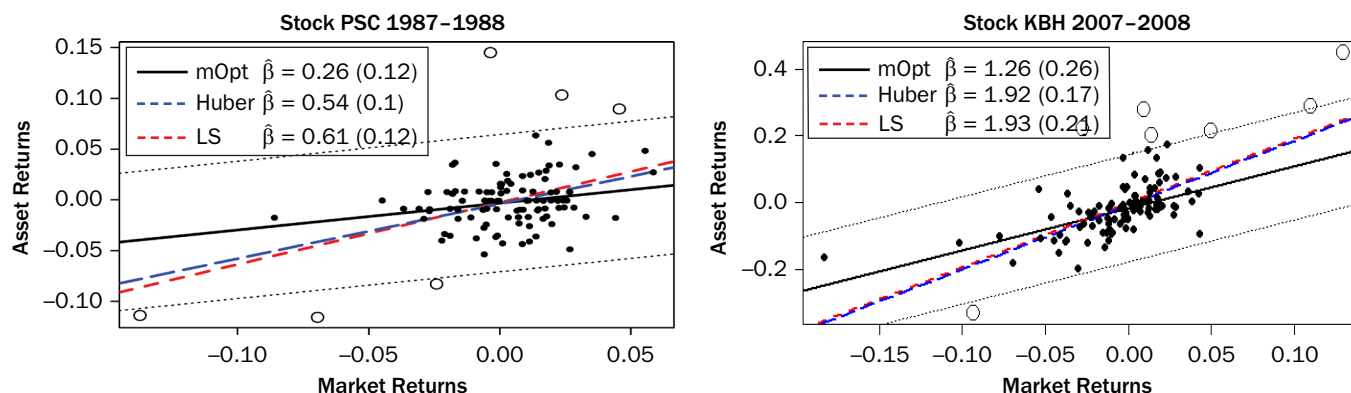 Stock PSC 1987–1988
0.15
0.10
0.05
0.00
−0.05
−0.10
Asset Returns
mOpt β̂ = 0.26 (0.12)
Huber β̂ = 0.54 (0.1)
LS β̂ = 0.61 (0.12)
−0.10 −0.05 0.00 0.05
Market Returns
Stock KBH 2007–2008
0.4
0.2
0.0
−0.2
Asset Returns
mOpt β̂ = 1.26 (0.26)
Huber β̂ = 1.92 (0.17)
LS β̂ = 1.93 (0.21)
−0.15 −0.10 −0.05 0.00 0.05 0.10
Market Returns